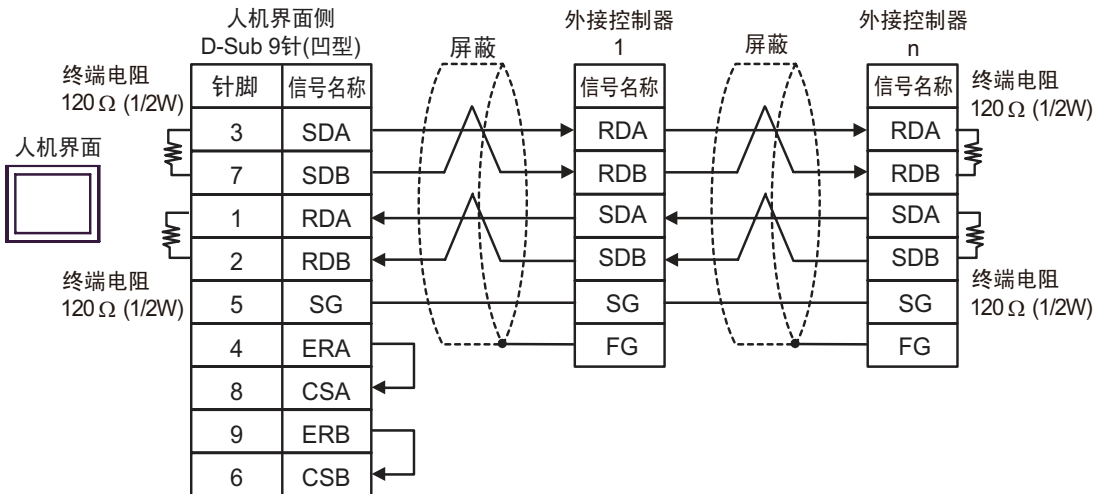 人机界面侧
D-Sub 9针(凹型)
外接控制器
1
外接控制器
n
屏蔽
屏蔽
终端电阻
120Ω (1/2W)
终端电阻
120Ω (1/2W)
人机界面
终端电阻
120Ω (1/2W)
终端电阻
120Ω (1/2W)
针脚 信号名称 信号名称 信号名称
3 SDA RDA RDA
7 SDB RDB RDB
1 RDA SDA SDA
2 RDB SDB SDB
5 SG SG SG
4 ERA FG FG
8 CSA
9 ERB
6 CSB